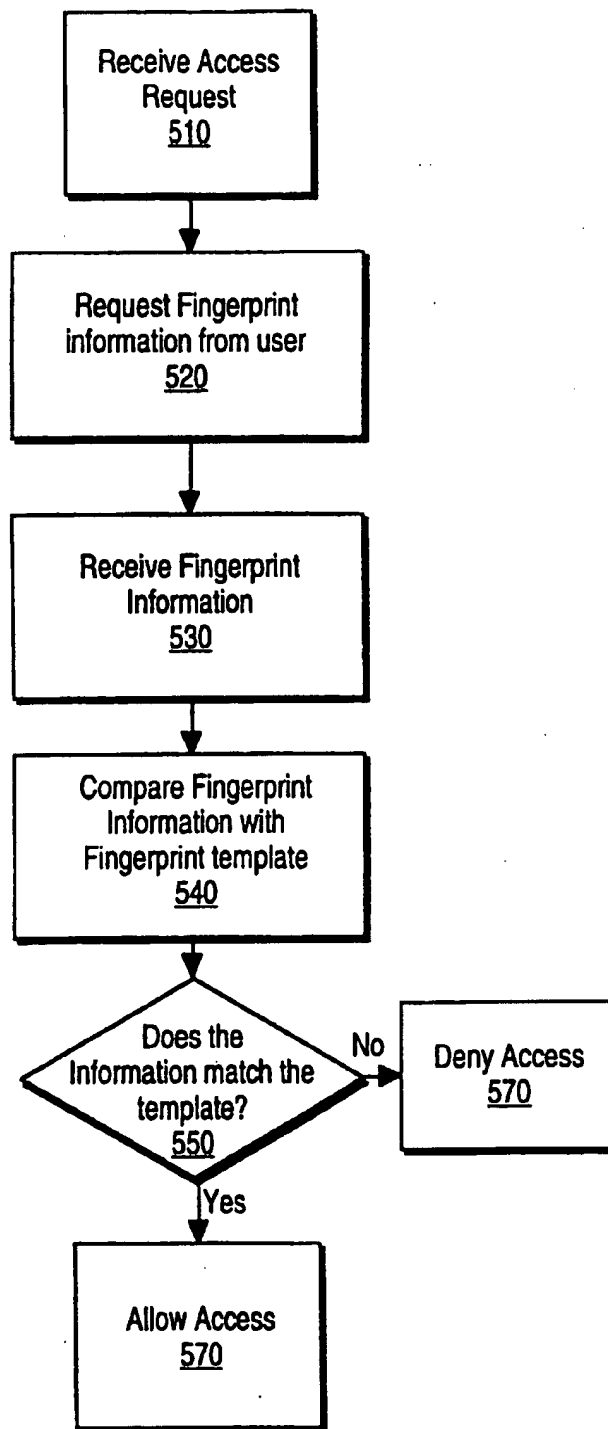 Receive Access
Request
510
Request Fingerprint
information from user
520
Receive Fingerprint
Information
530
Compare Fingerprint
Information with
Fingerprint template
540
Does the
Information match the
template?
550
No
Deny Access
570
Yes
Allow Access
570